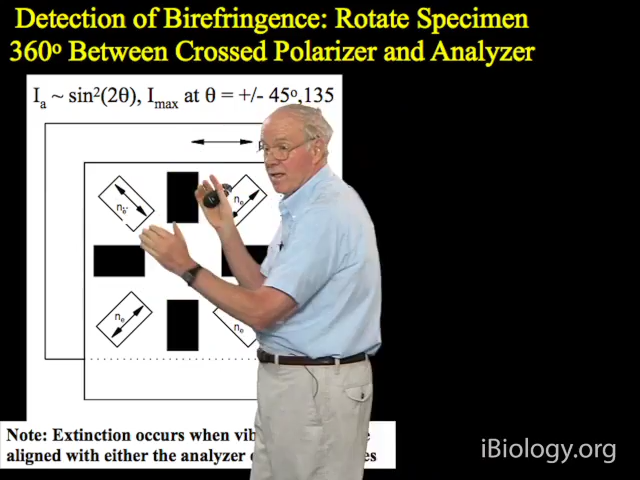 Detection of Birefringence: Rotate Specimen
360º Between Crossed Polarizer and Analyzer
Iₐ ~ sin²(2θ), Iₘₐₓ at θ = +/- 45º,135
nₑ nₑ
nₑ nₑ
Note: Extinction occurs when
aligned with either the analyzer
iBiology.org